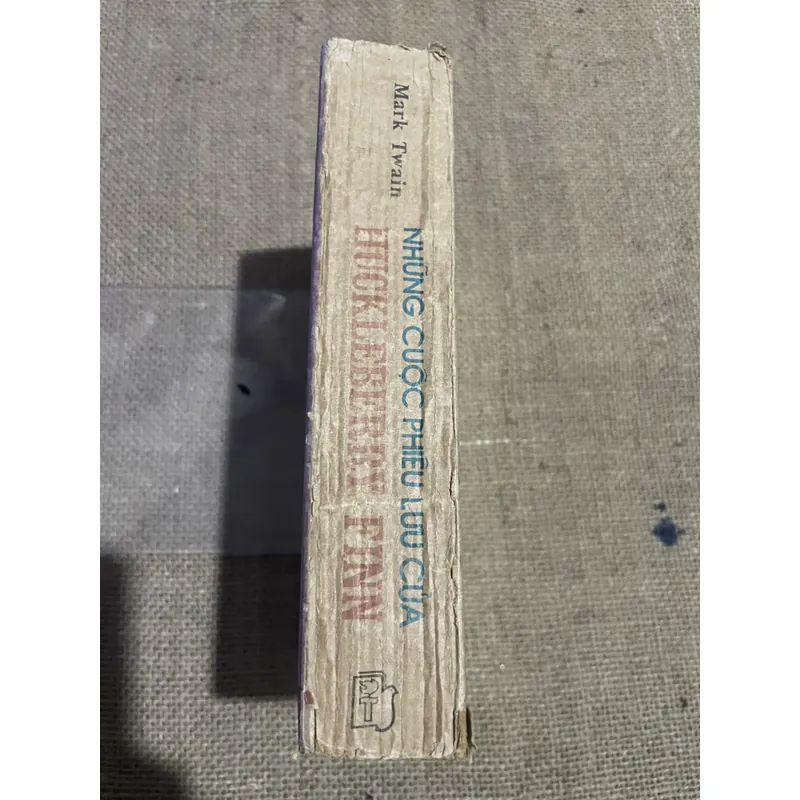 Mark Twain
NHỮNG CUỘC PHIÊU LƯU CỦA
HUCKLEBERRY FINN